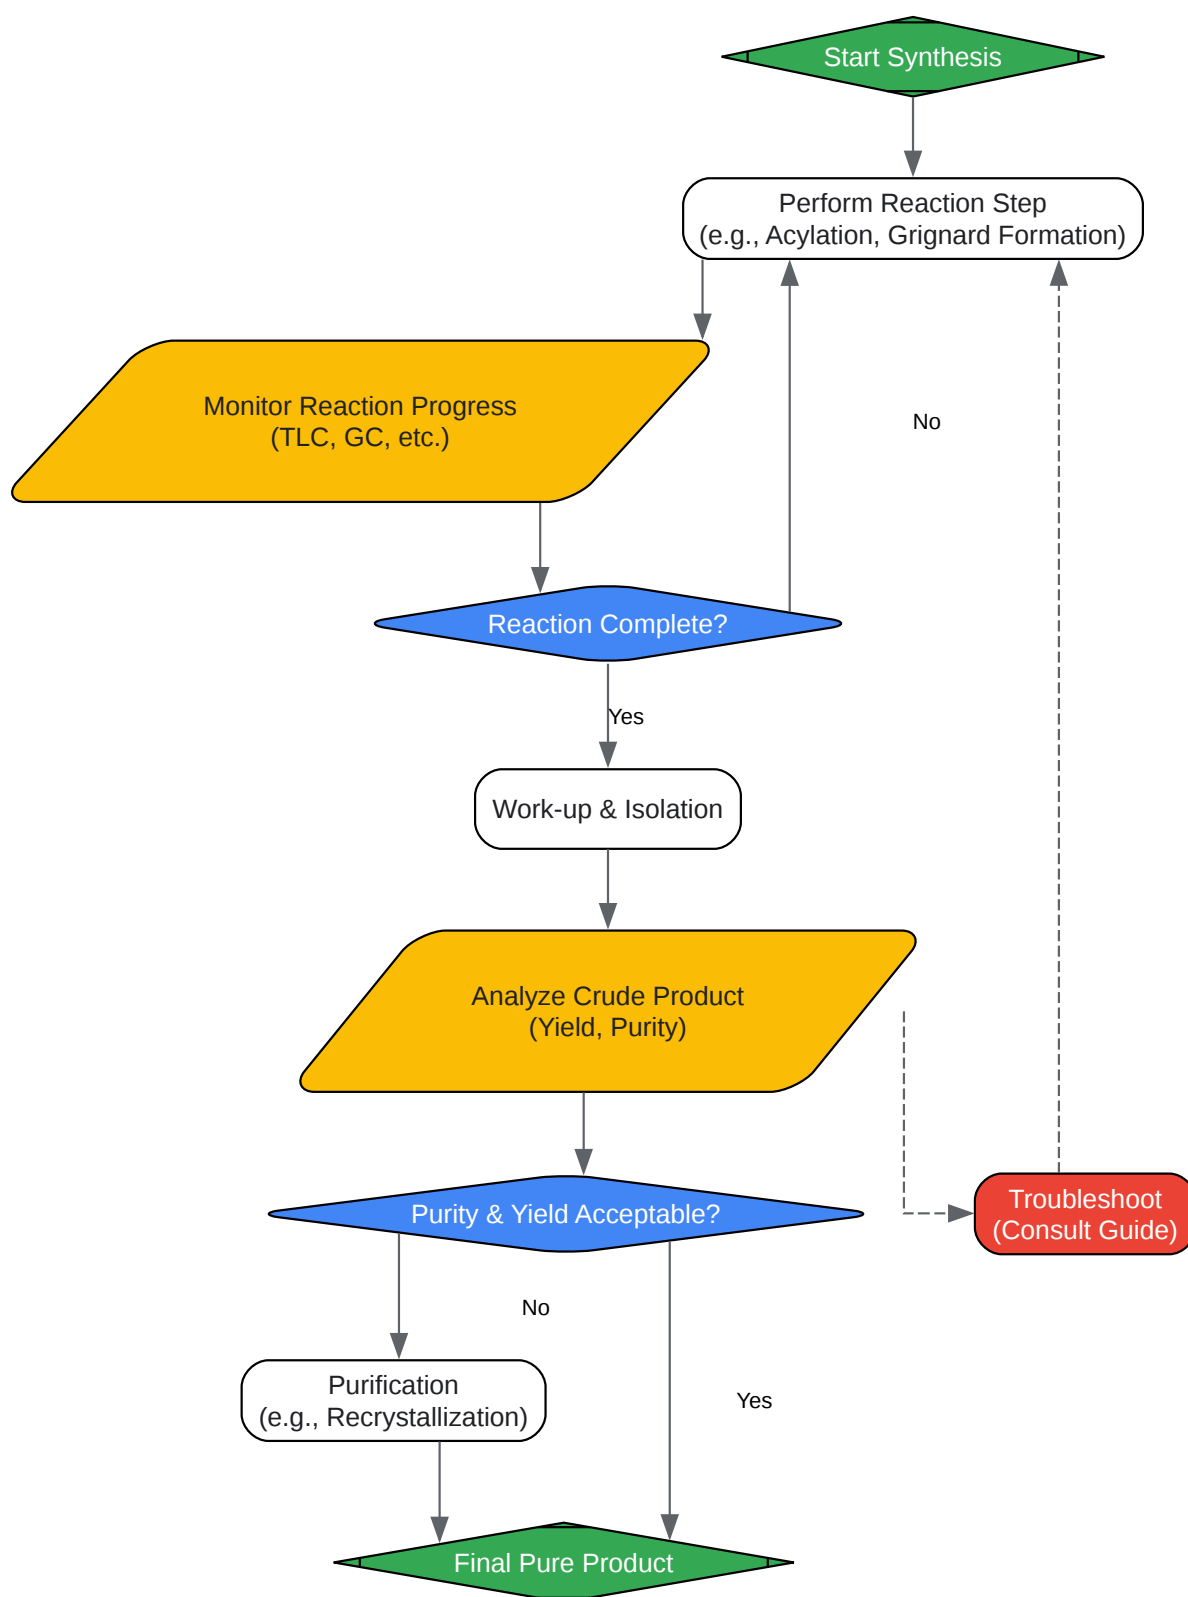 Start Synthesis
Perform Reaction Step
(e.g., Acylation, Grignard Formation)
Monitor Reaction Progress
(TLC, GC, etc.)
No
Reaction Complete?
Yes
Work-up & Isolation
Analyze Crude Product
(Yield, Purity)
Purity & Yield Acceptable?
Troubleshoot
(Consult Guide)
No
Purification
(e.g., Recrystallization)
Yes
Final Pure Product